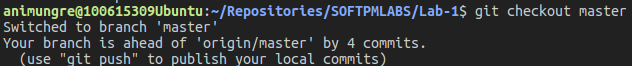 animungre@100615309Ubuntu:~/Repositories/SOFTPMLABS/Lab-1$ git checkout master
Switched to branch 'master'
Your branch is ahead of 'origin/master' by 4 commits.
  (use "git push" to publish your local commits)